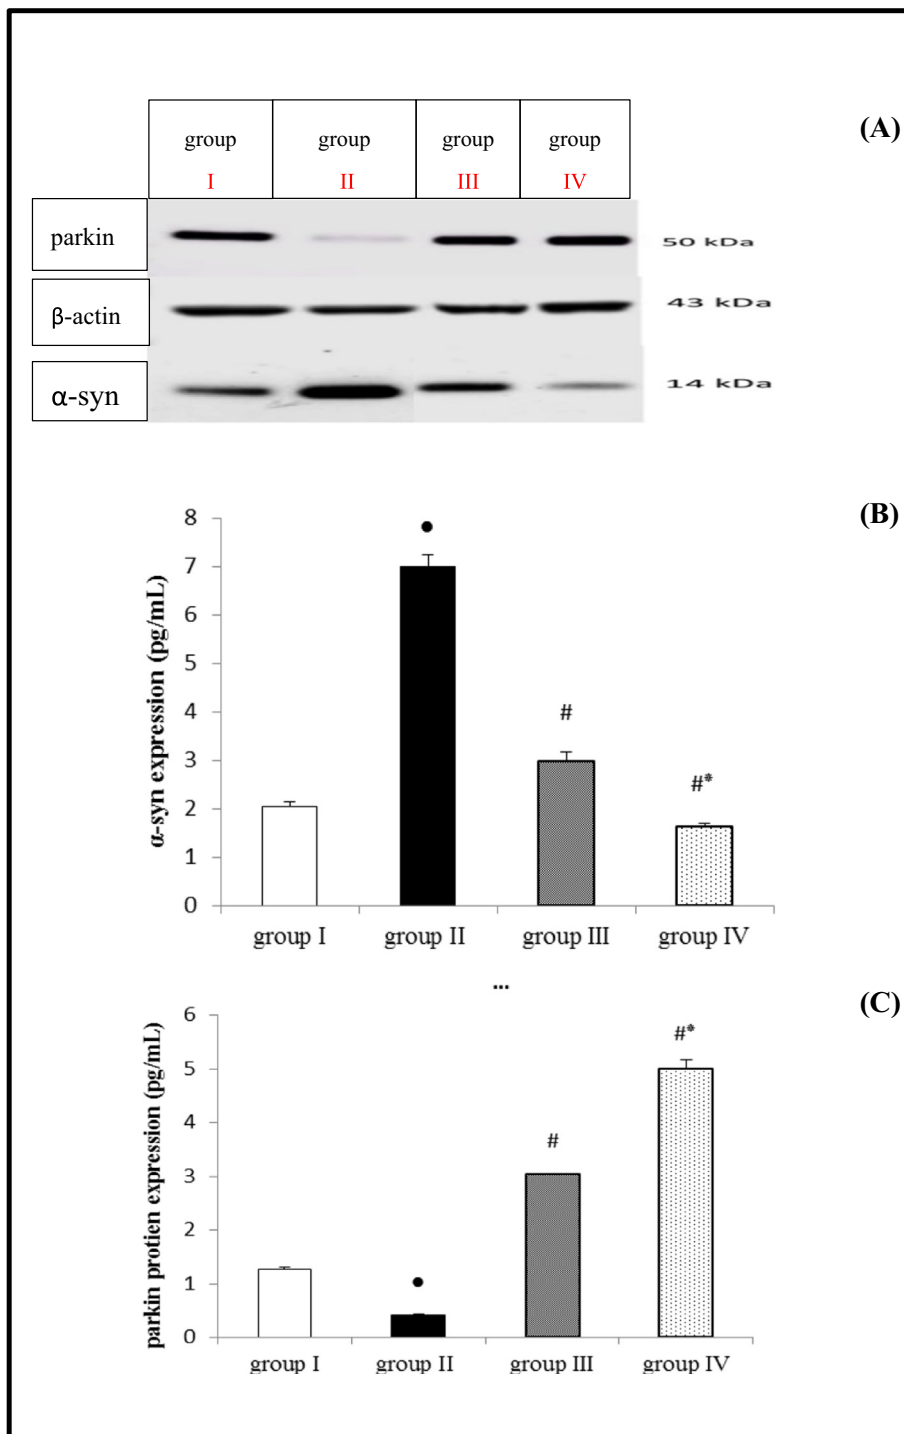 (A)
group group group group
I II III IV
parkin 50 kDa
β-actin 43 kDa
α-syn 14 kDa
(B)
α-syn expression (pg/mL)
8
7
6
5
4
3
2
1
0
●
#
#*
group I group II group III group IV
...
(C)
parkin protien expression (pg/mL)
6
5
4
3
2
1
0
●
#
#*
group I group II group III group IV